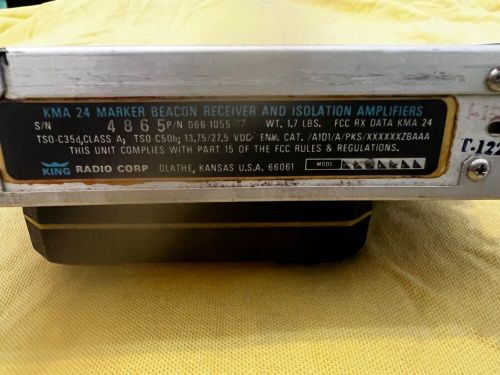 KMA 24 MARKER BEACON RECEIVER AND ISOLATION AMPLIFIERS
S/N 4865 P/N 066 1055 FCC RX DATA KMA 24 WT. 1.7 LBS.
TSO-C35d, CLASS A; TSO C50b; 13.75/27.5 VDC ENV. CAT. /A1D1/A/PKS/XXXXXXZBAAA
THIS UNIT COMPLIES WITH PART 15 OF THE FCC RULES & REGULATIONS.
KING RADIO CORP OLATHE, KANSAS U.S.A. 66061 MODS